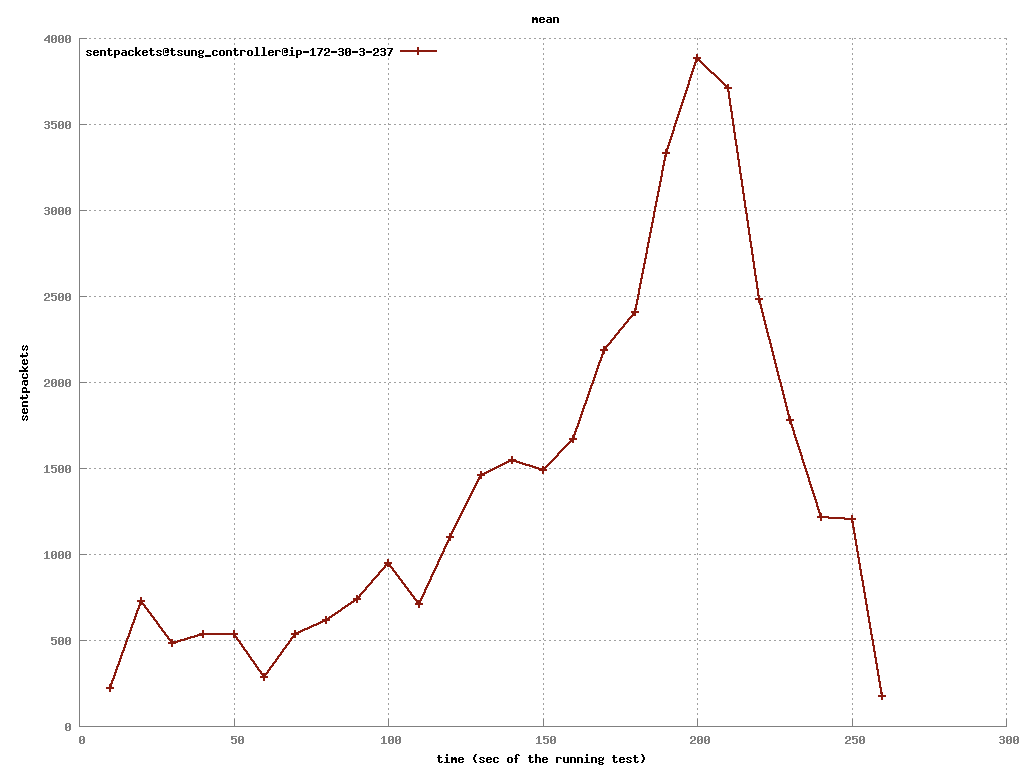 mean
sentpackets@tsung_controller@ip-172-30-3-237
4000
3500
3000
2500
2000
1500
1000
500
0
sentpackets
0 50 100 150 200 250 300
time (sec of the running test)